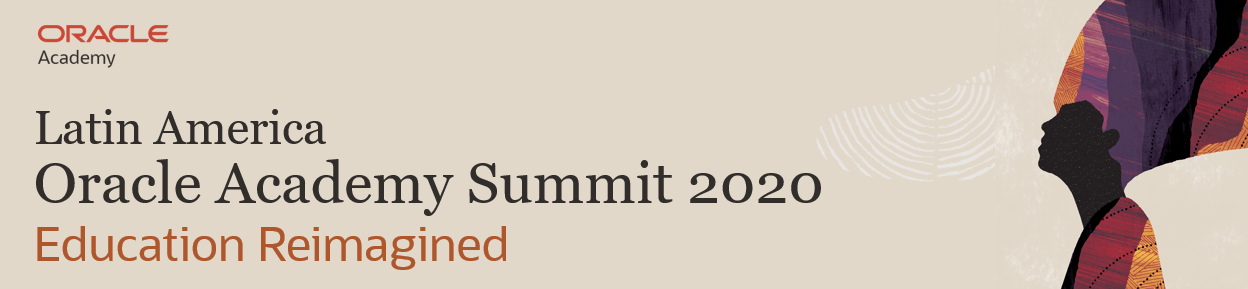 ORACLE
Academy
Latin America
Oracle Academy Summit 2020
Education Reimagined